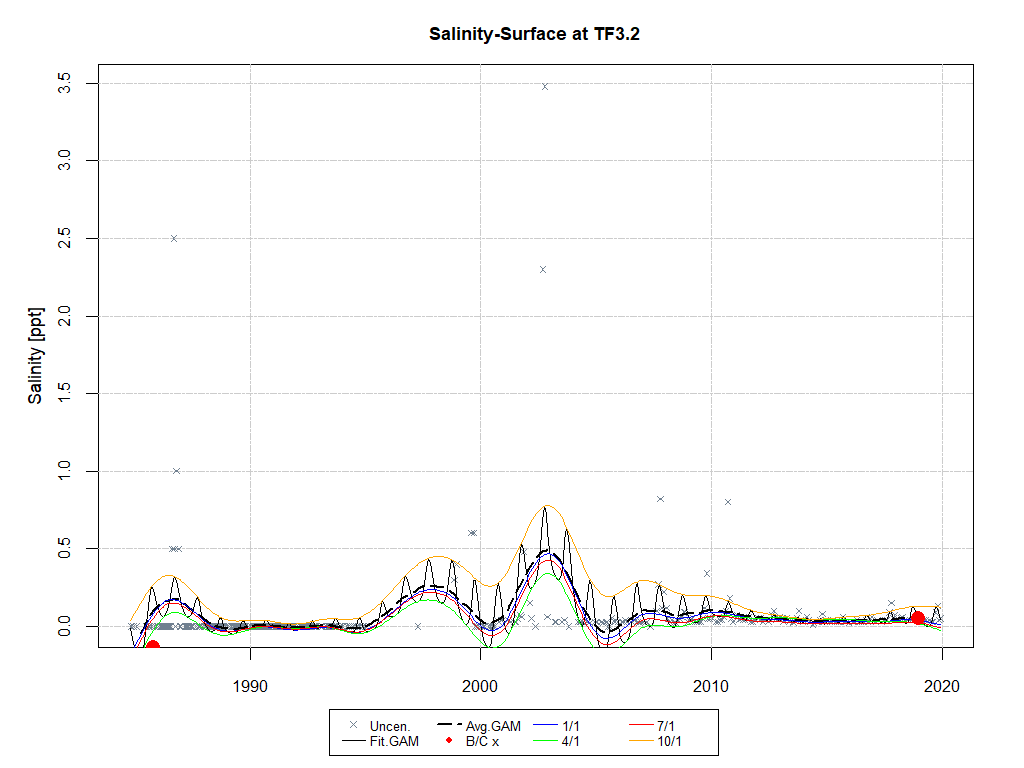 Salinity-Surface at TF3.2
3.5
3.0
2.5
2.0
1.5
1.0
0.5
0.0
Salinity [ppt]
1990 2000 2010 2020
Uncen. Avg.GAM 1/1 7/1
Fit.GAM B/C x 4/1 10/1